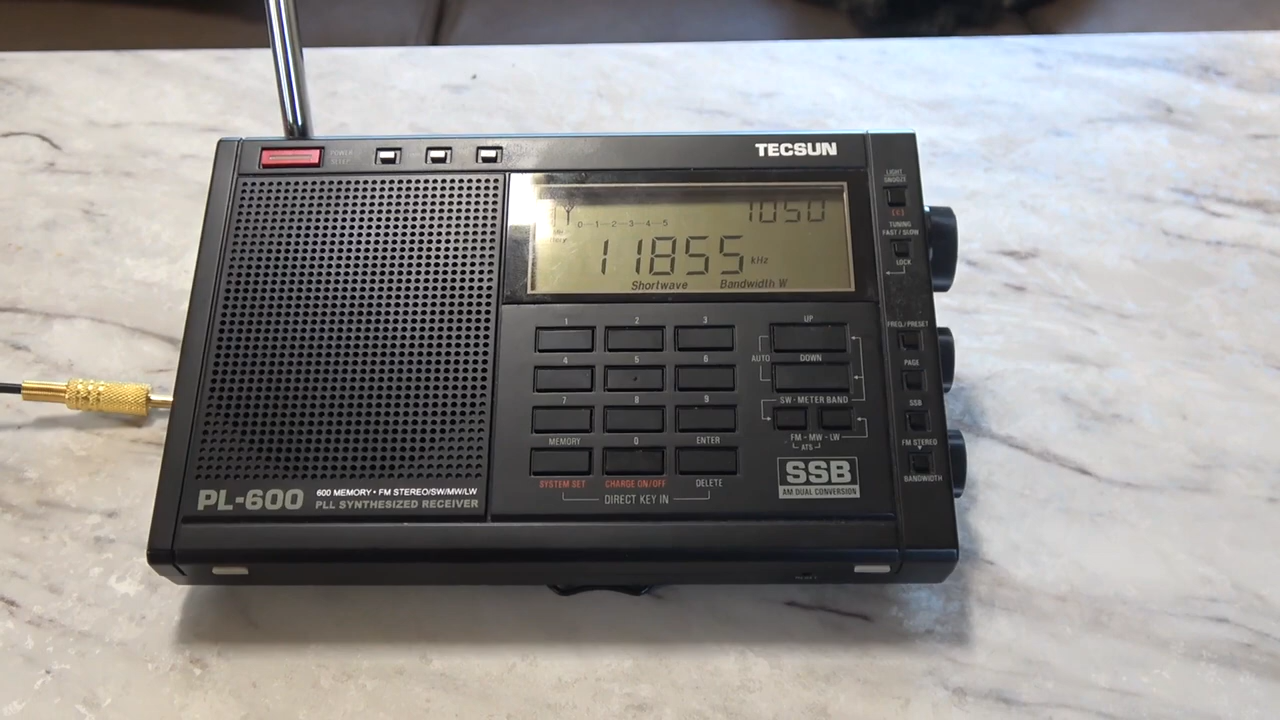 POWER
SLEEP
TECSUN
0-1-2-3-4-5
1050
11855 kHz
Shortwave Bandwidth W
LIGHT
SNOOZE
TUNING
FAST / SLOW
LOCK
FREQ./PRESET
PAGE
SSB
FM STEREO
BANDWIDTH
1 2 3
4 5 6
7 8 9
MEMORY 0 ENTER
SYSTEM SET CHARGE ON/OFF DELETE
DIRECT KEY IN
UP
AUTO DOWN
SW-METER BAND
FM - MW - LW
ATS
SSB
AM DUAL CONVERSION
PL-600 600 MEMORY • FM STEREO/SW/MW/LW
PLL SYNTHESIZED RECEIVER